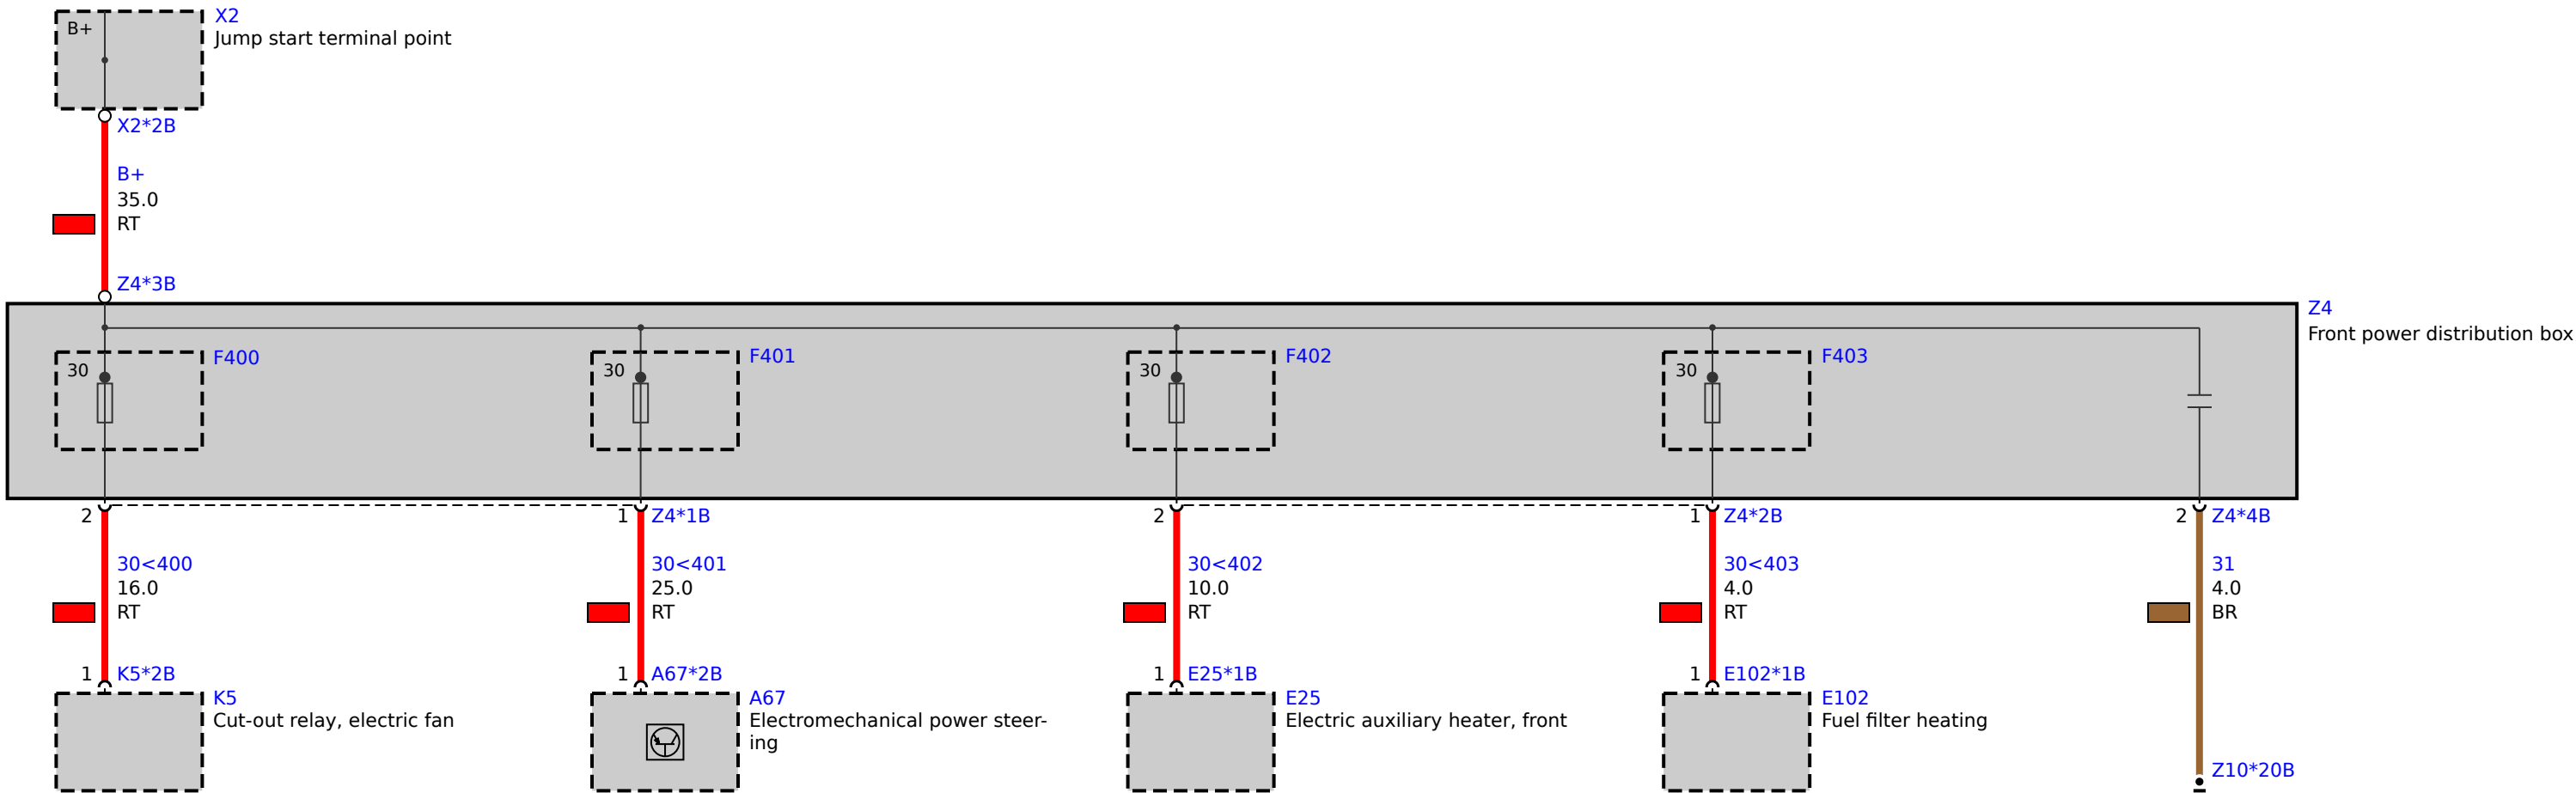 X2
B+
Jump start terminal point
X2*2B
B+
35.0
RT
Z4*3B
Z4
Front power distribution box
30
F400
30
F401
30
F402
30
F403
2
1
Z4*1B
2
1
Z4*2B
2
Z4*4B
30<400
30<401
30<402
30<403
31
16.0
25.0
10.0
4.0
4.0
RT
RT
RT
RT
BR
1
K5*2B
1
A67*2B
1
E25*1B
1
E102*1B
K5
Cut-out relay, electric fan
A67
Electromechanical power steer-
ing
E25
Electric auxiliary heater, front
E102
Fuel filter heating
Z10*20B